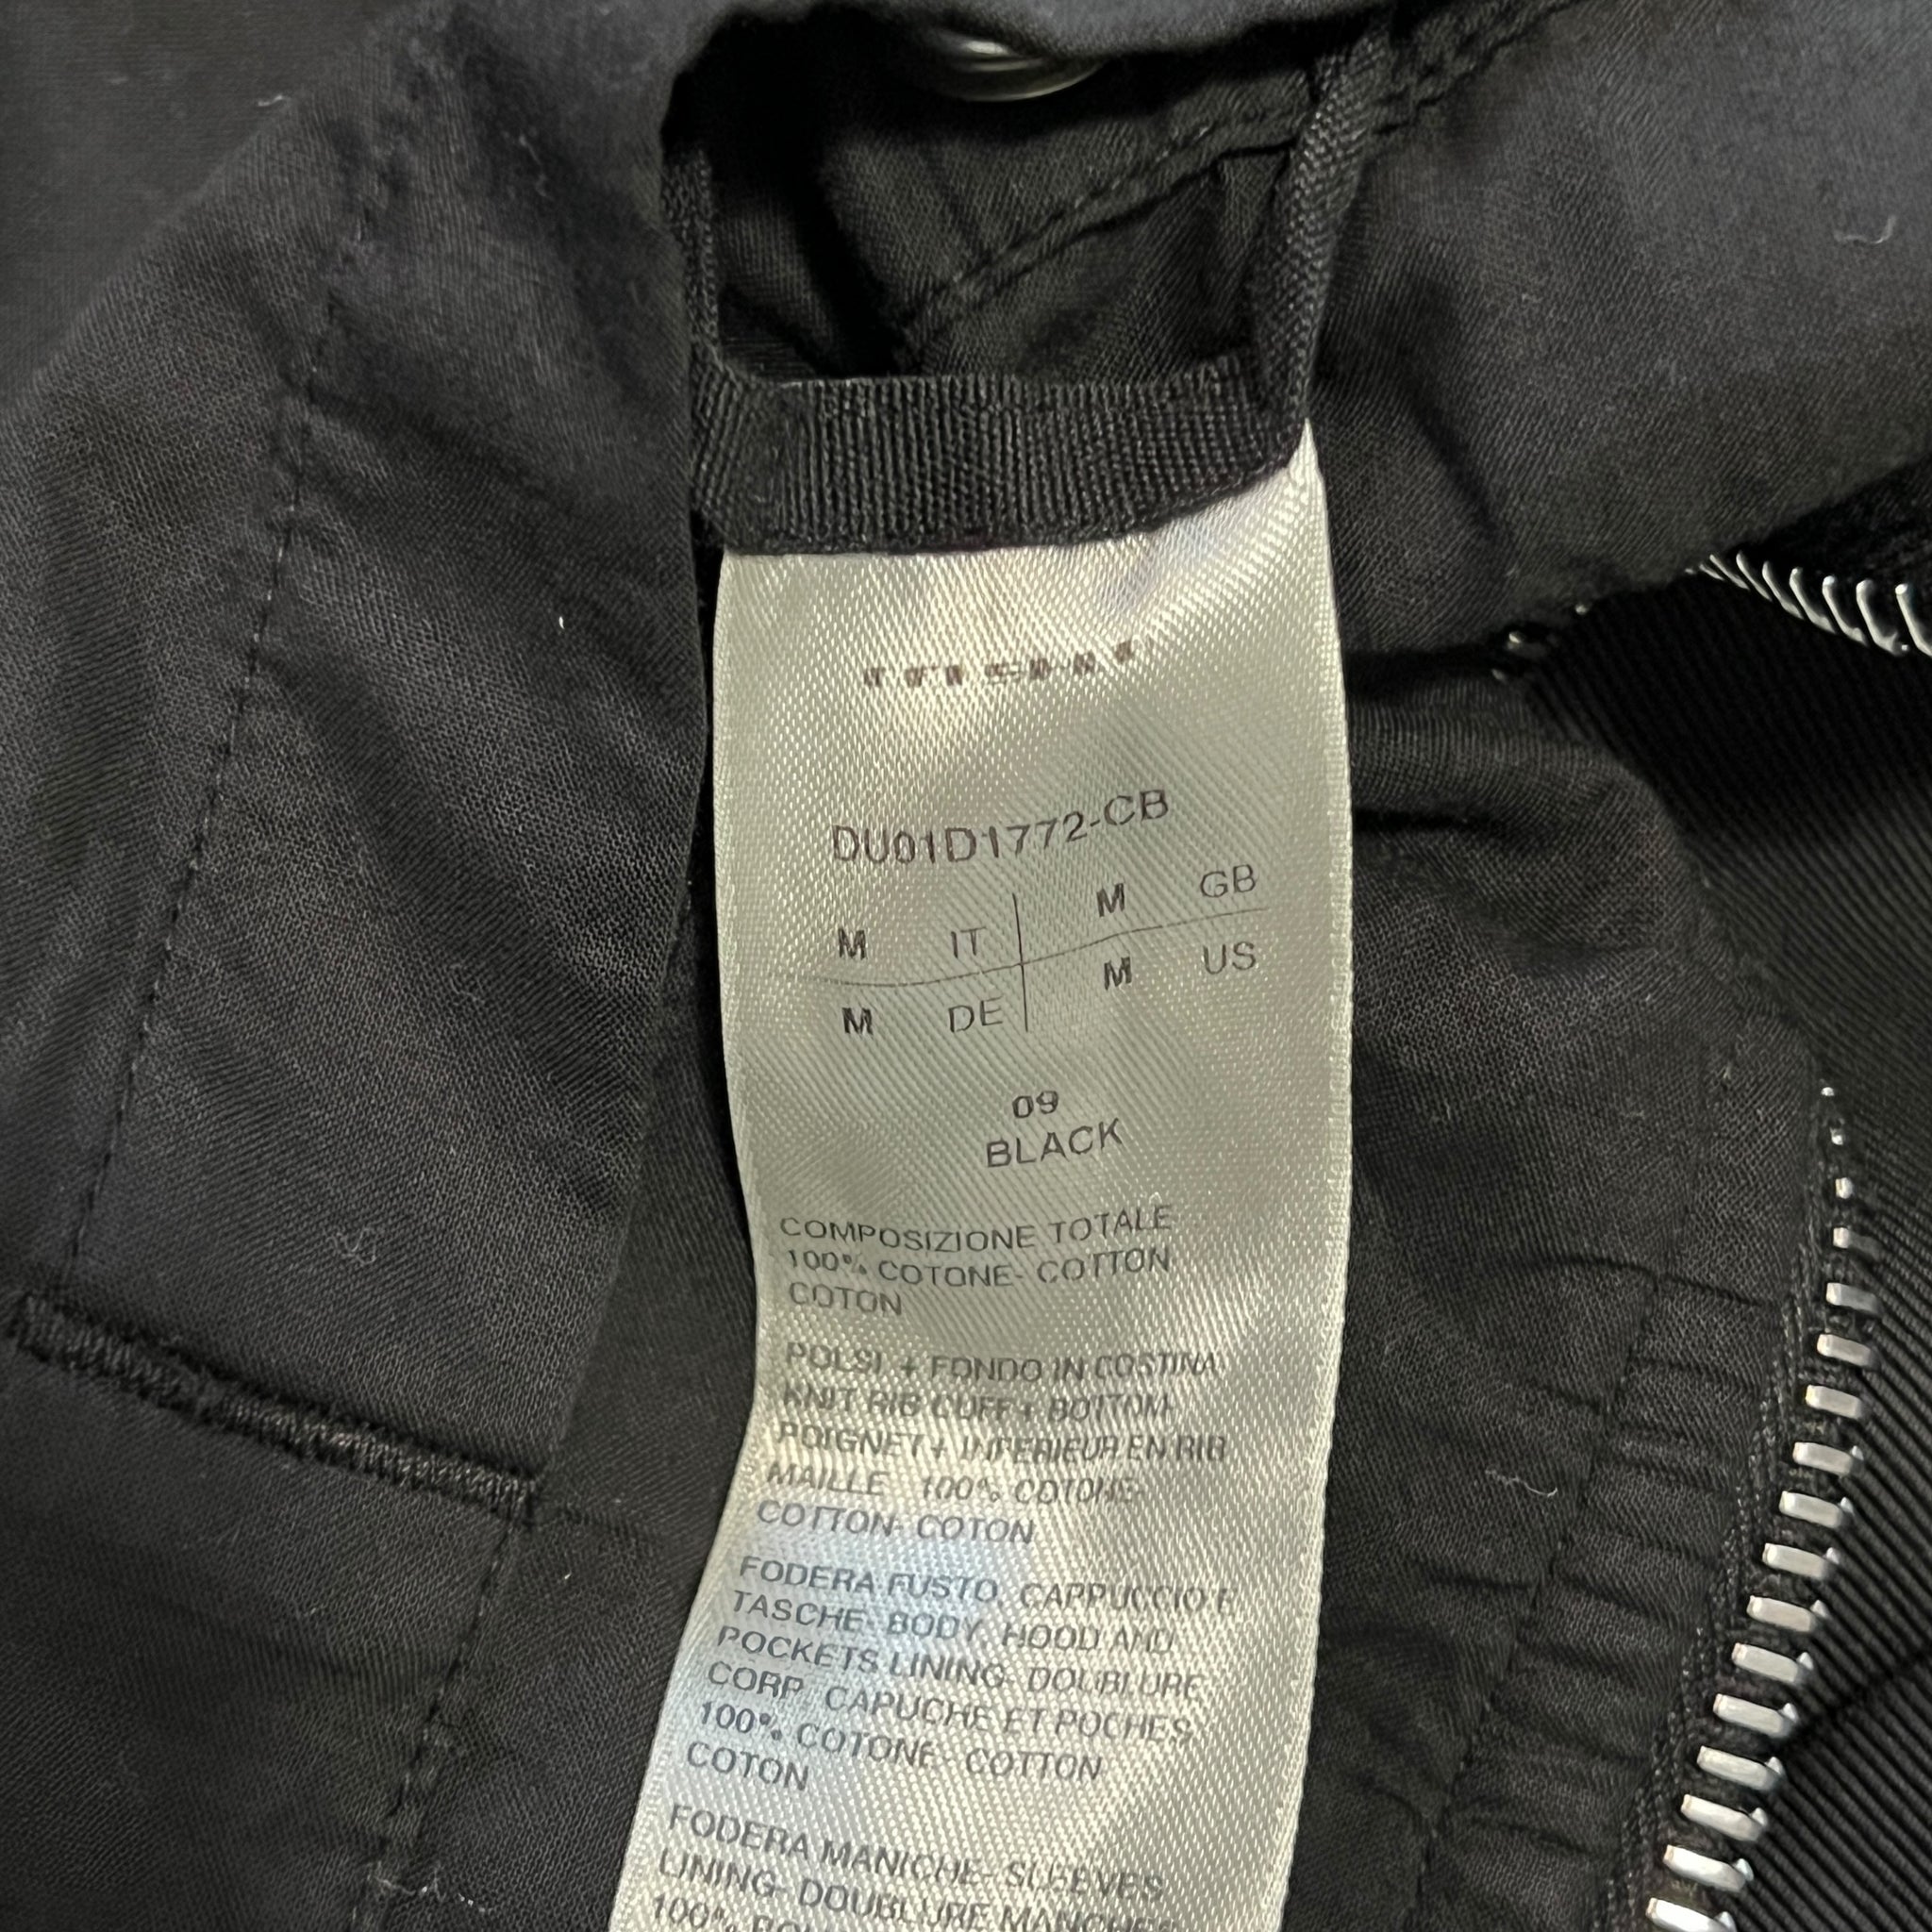 DU01D1772-CB
M IT M GB
M DE M US
09
BLACK
COMPOSIZIONE TOTALE
100% COTONE- COTTON
COTON
POLSI + FONDO IN COSTINA
KNIT RIB CUFF+ BOTTOM-
POIGNET+ INFERIEUR EN RIB
MAILLE 100% COTONE-
COTTON- COTON
FODERA FUSTO, CAPPUCCIO E
TASCHE- BODY, HOOD AND
POCKETS LINING- DOUBLURE
CORP, CAPUCHE ET POCHES
100% COTONE- COTTON
COTON
FODERA MANICHE- SLEEVES
LINING- DOUBLURE MANCHES
100%